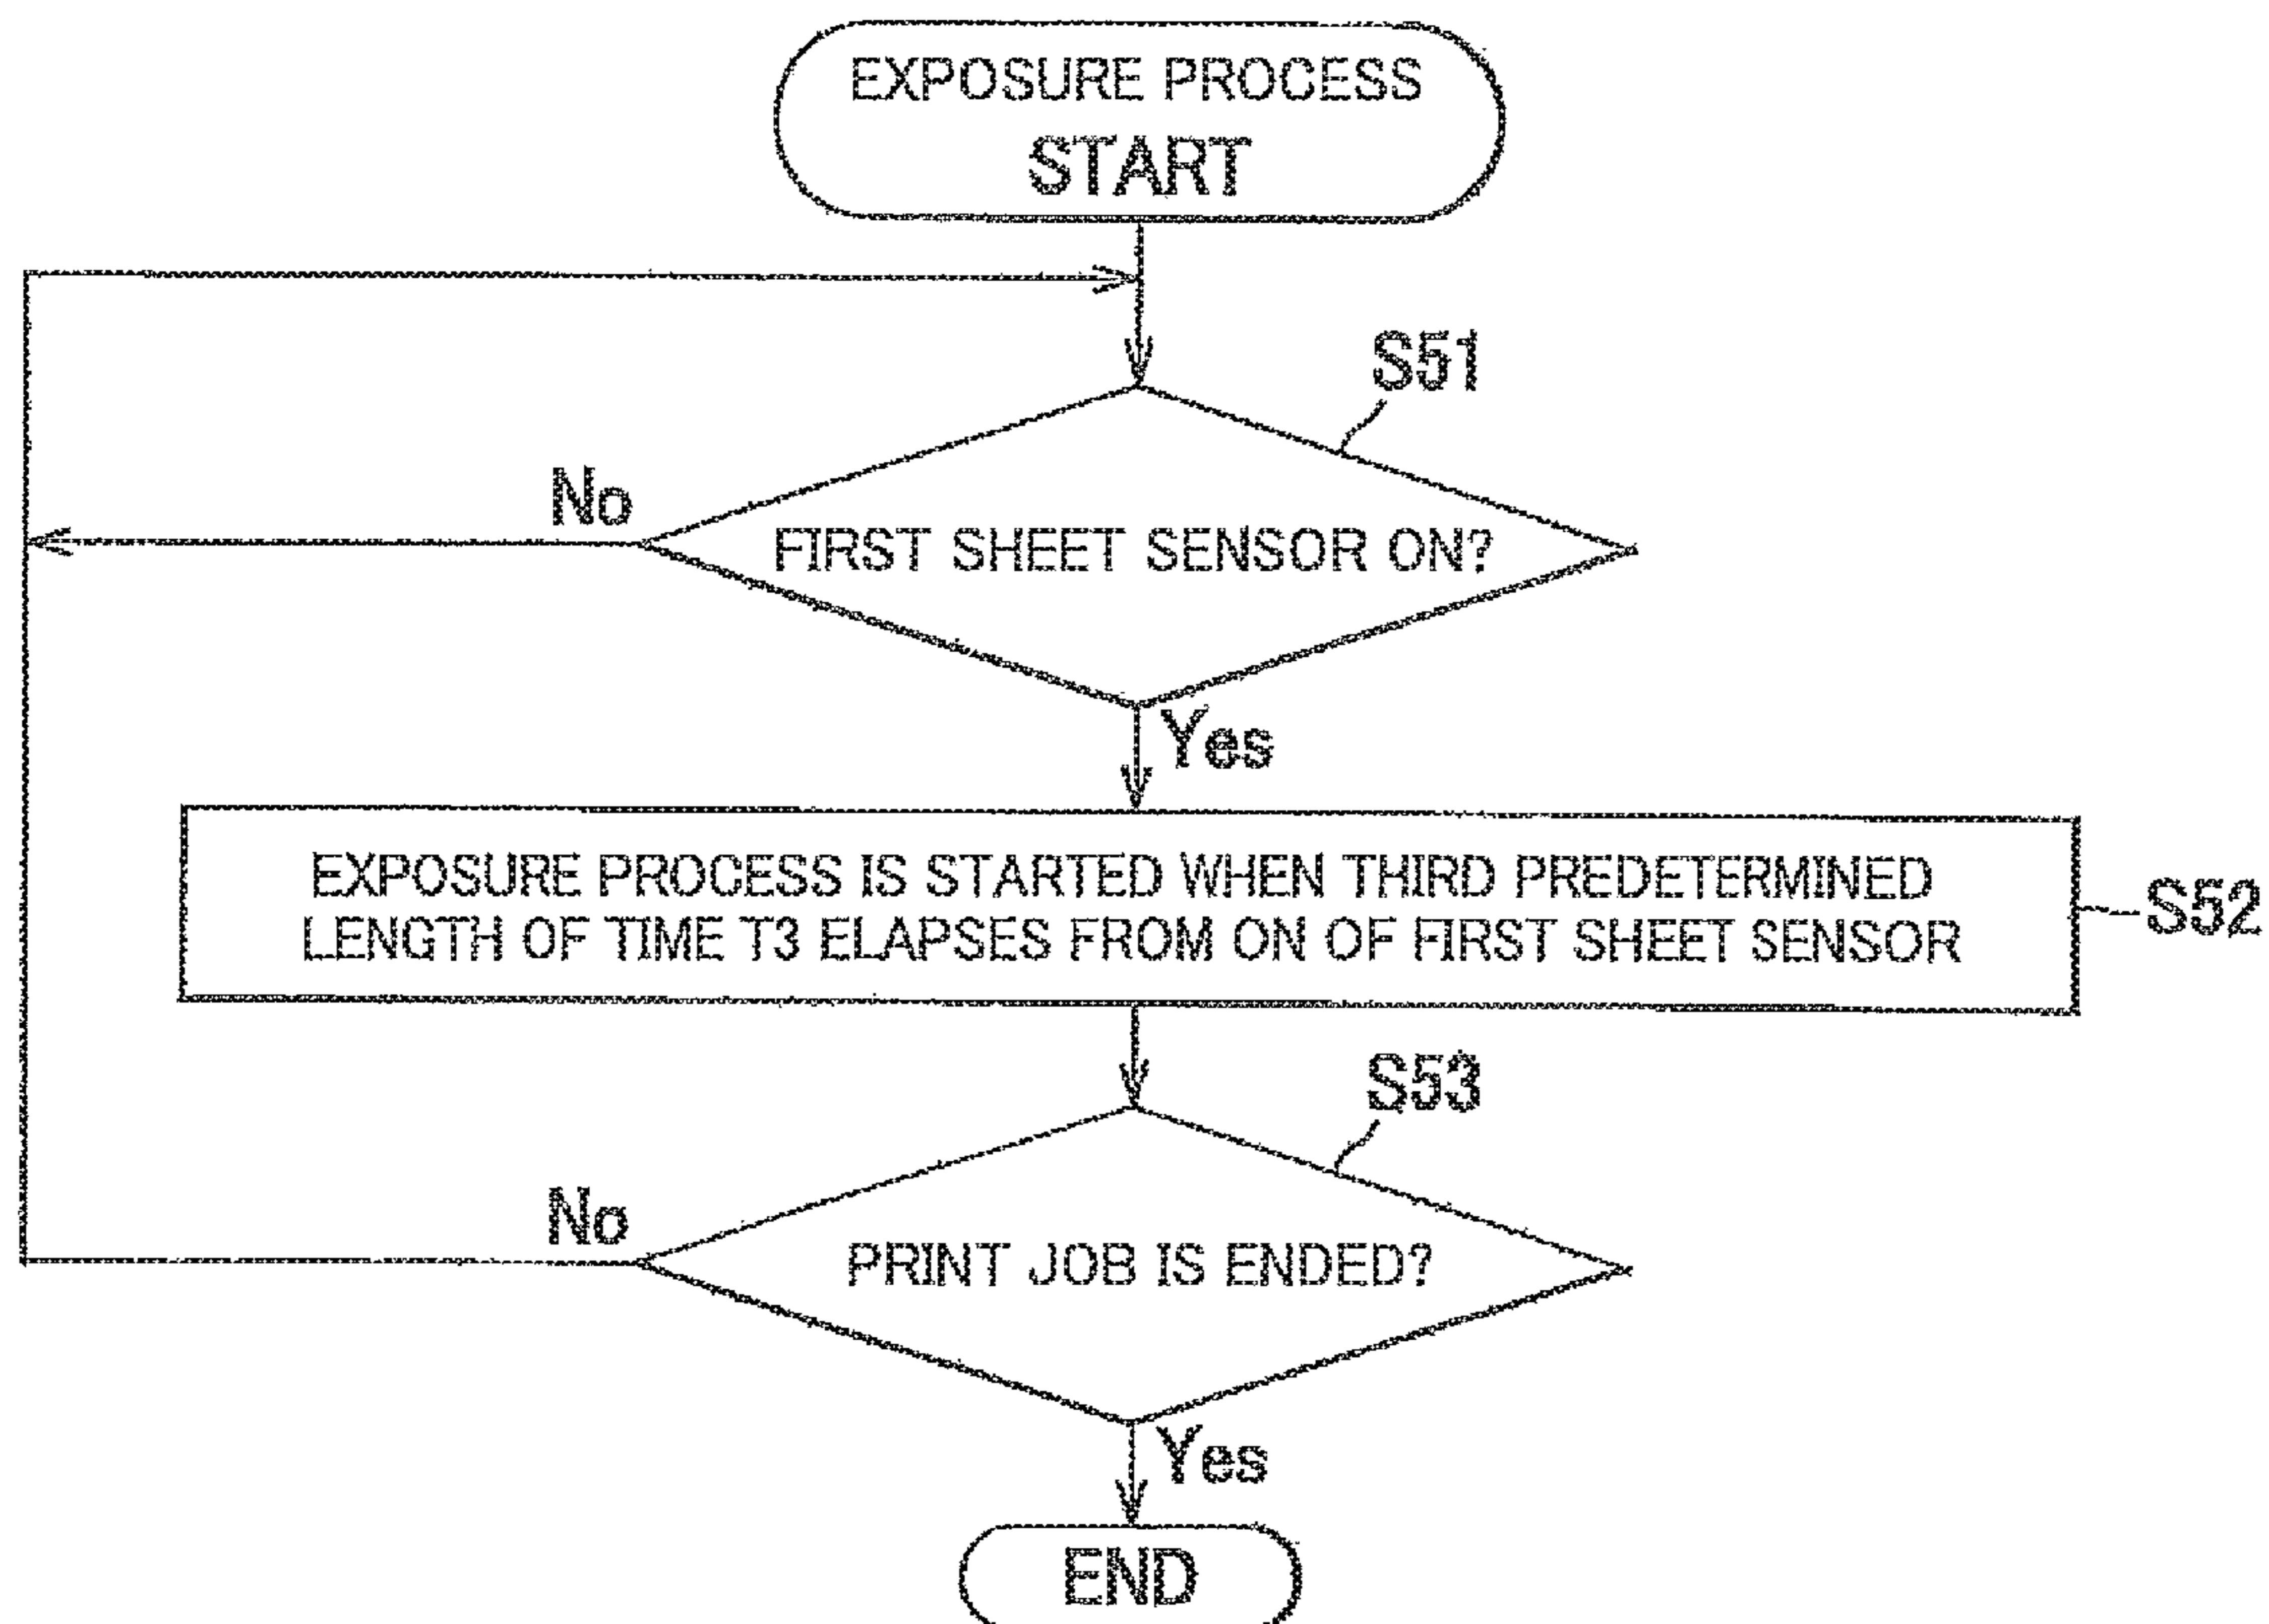 EXPOSURE PROCESS
START
S51
No
FIRST SHEET SENSOR ON?
Yes
EXPOSURE PROCESS IS STARTED WHEN THIRD PREDETERMINED
LENGTH OF TIME T3 ELAPSES FROM ON OF FIRST SHEET SENSOR
S52
S53
No
PRINT JOB IS ENDED?
Yes
END